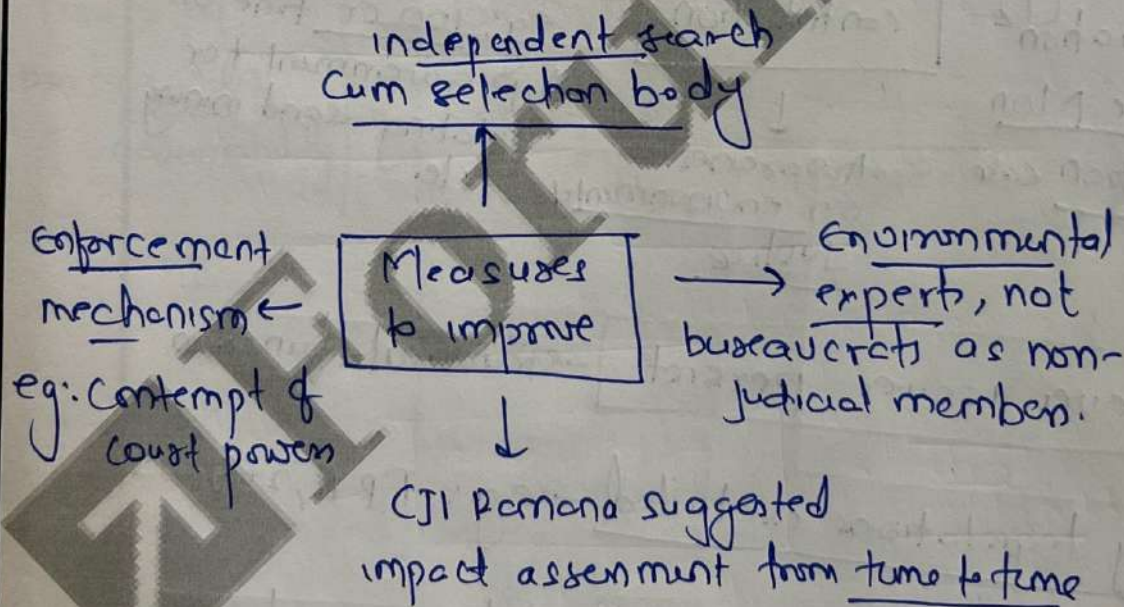 independent search
cum selection body
Enforcement
mechanism
eg: contempt of
court powers
Measures
to improve
Environmental
experts, not
bureaucrats as non-
judicial members.
CJI Ramana suggested
impact assessment from time to time
Forum